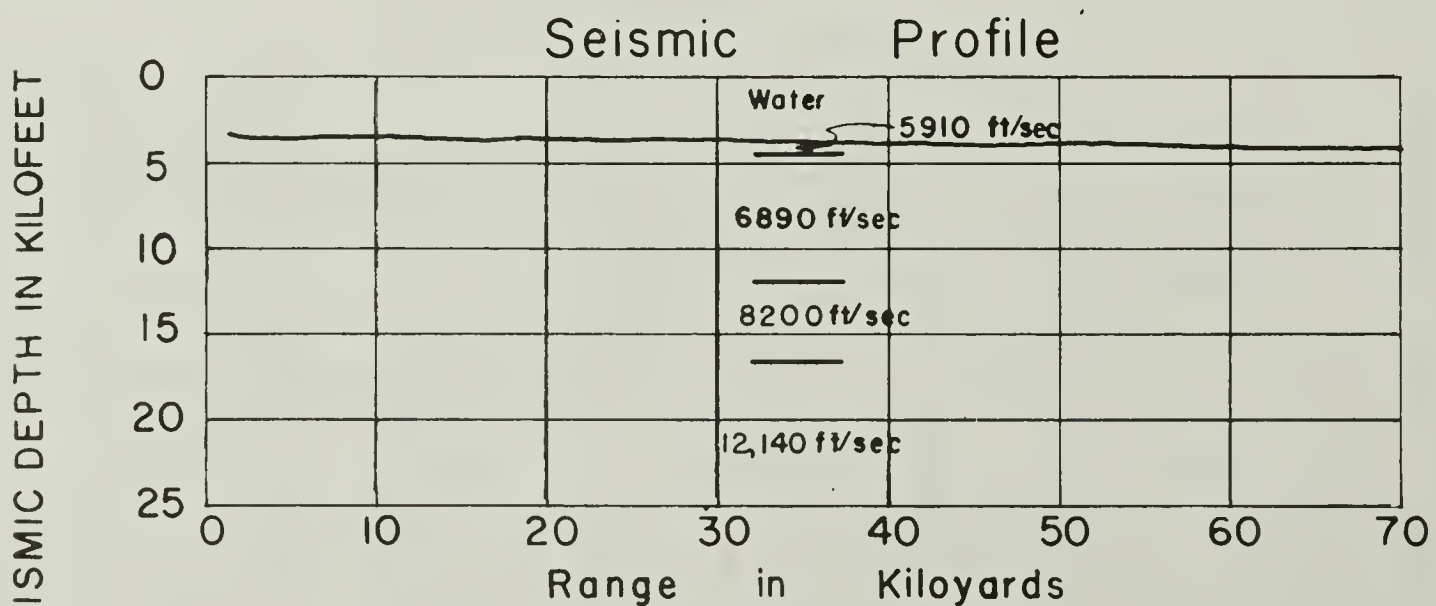 Seismic Profile
ISMIC DEPTH IN KILOFEET
0
5
10
15
20
25
Water
5910 ft/sec
6890 ft/sec
8200 ft/sec
12,140 ft/sec
0 10 20 30 40 50 60 70
Range in Kiloyards